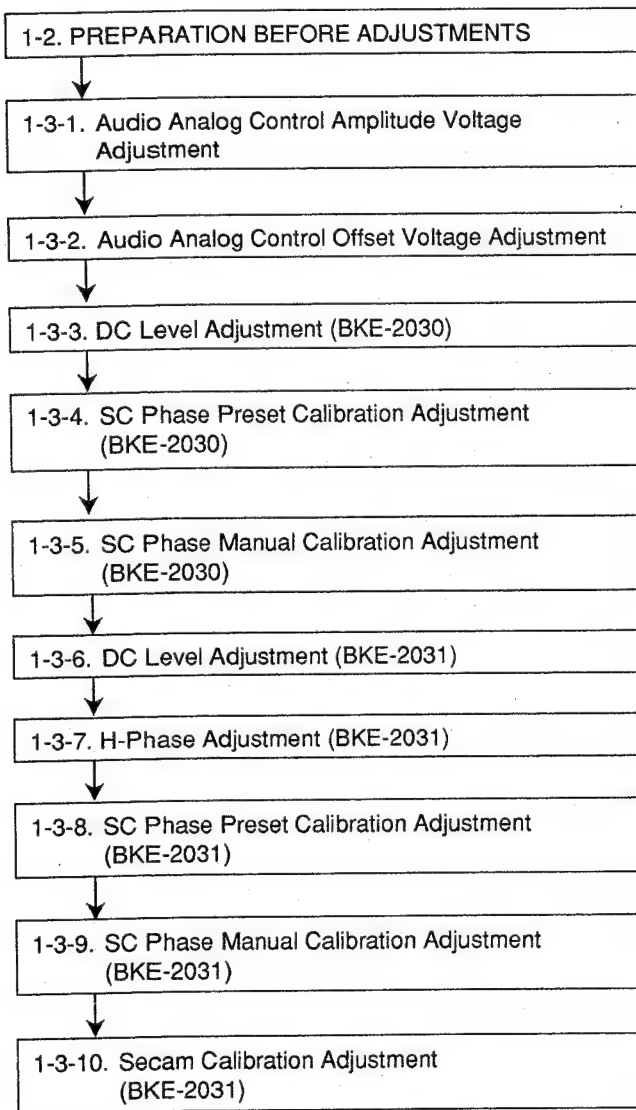 1-2. PREPARATION BEFORE ADJUSTMENTS
1-3-1. Audio Analog Control Amplitude Voltage
Adjustment
1-3-2. Audio Analog Control Offset Voltage Adjustment
1-3-3. DC Level Adjustment (BKE-2030)
1-3-4. SC Phase Preset Calibration Adjustment
(BKE-2030)
1-3-5. SC Phase Manual Calibration Adjustment
(BKE-2030)
1-3-6. DC Level Adjustment (BKE-2031)
1-3-7. H-Phase Adjustment (BKE-2031)
1-3-8. SC Phase Preset Calibration Adjustment
(BKE-2031)
1-3-9. SC Phase Manual Calibration Adjustment
(BKE-2031)
1-3-10. Secam Calibration Adjustment
(BKE-2031)